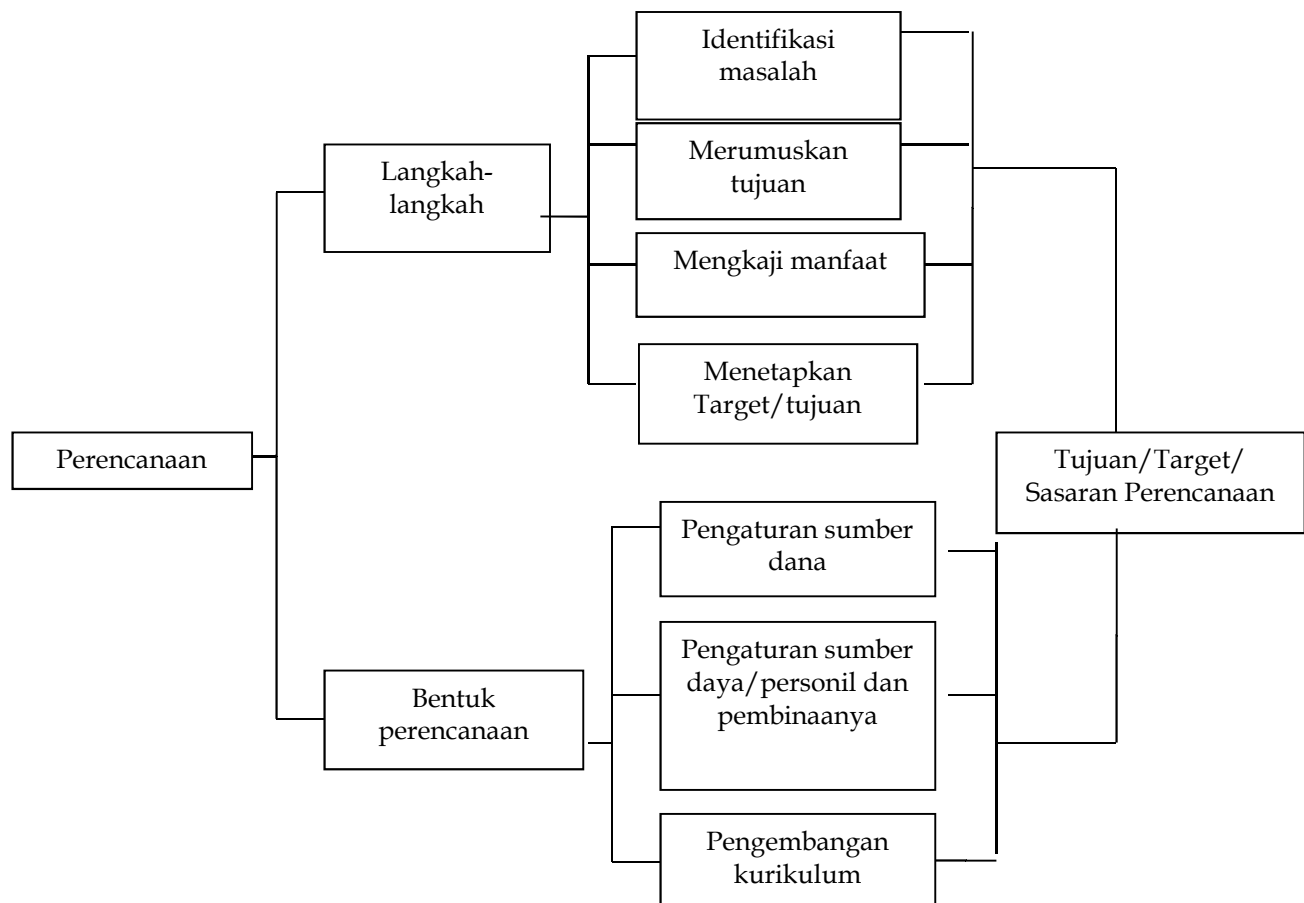 Identifikasi
masalah
Langkah-
langkah
Merumuskan
tujuan
Mengkaji manfaat
Menetapkan
Target/tujuan
Perencanaan
Tujuan/Target/
Sasaran Perencanaan
Pengaturan sumber
dana
Bentuk
perencanaan
Pengaturan sumber
daya/personil dan
pembinaanya
Pengembangan
kurikulum